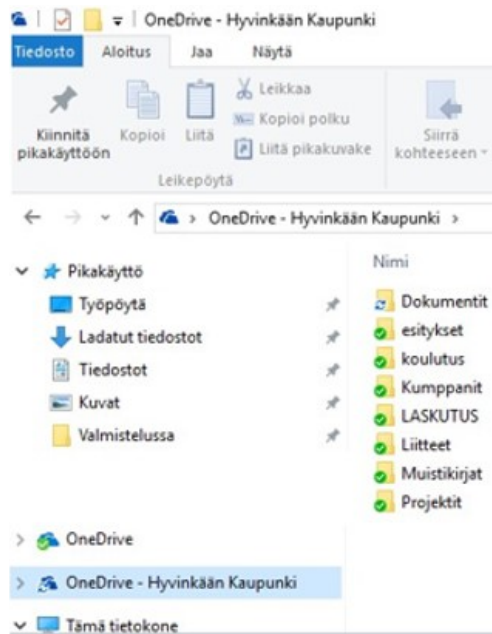 OneDrive - Hyvinkään Kaupunki
Tiedosto Aloitus Jaa Näytä
Kiinnitä pikakäyttöön
Kopioi
Liitä
Leikkaa
Kopioi polku
Liitä pikakuvake
Siirrä kohteeseen
Leikepöytä
OneDrive - Hyvinkään Kaupunki
Pikakäyttö
Työpöytä
Ladatut tiedostot
Tiedostot
Kuvat
Valmistelussa
OneDrive
OneDrive - Hyvinkään Kaupunki
Tämä tietokone
Nimi
Dokumentit
esitykset
koulutus
Kumppanit
LASKUTUS
Liitteet
Muistikirjat
Projektit